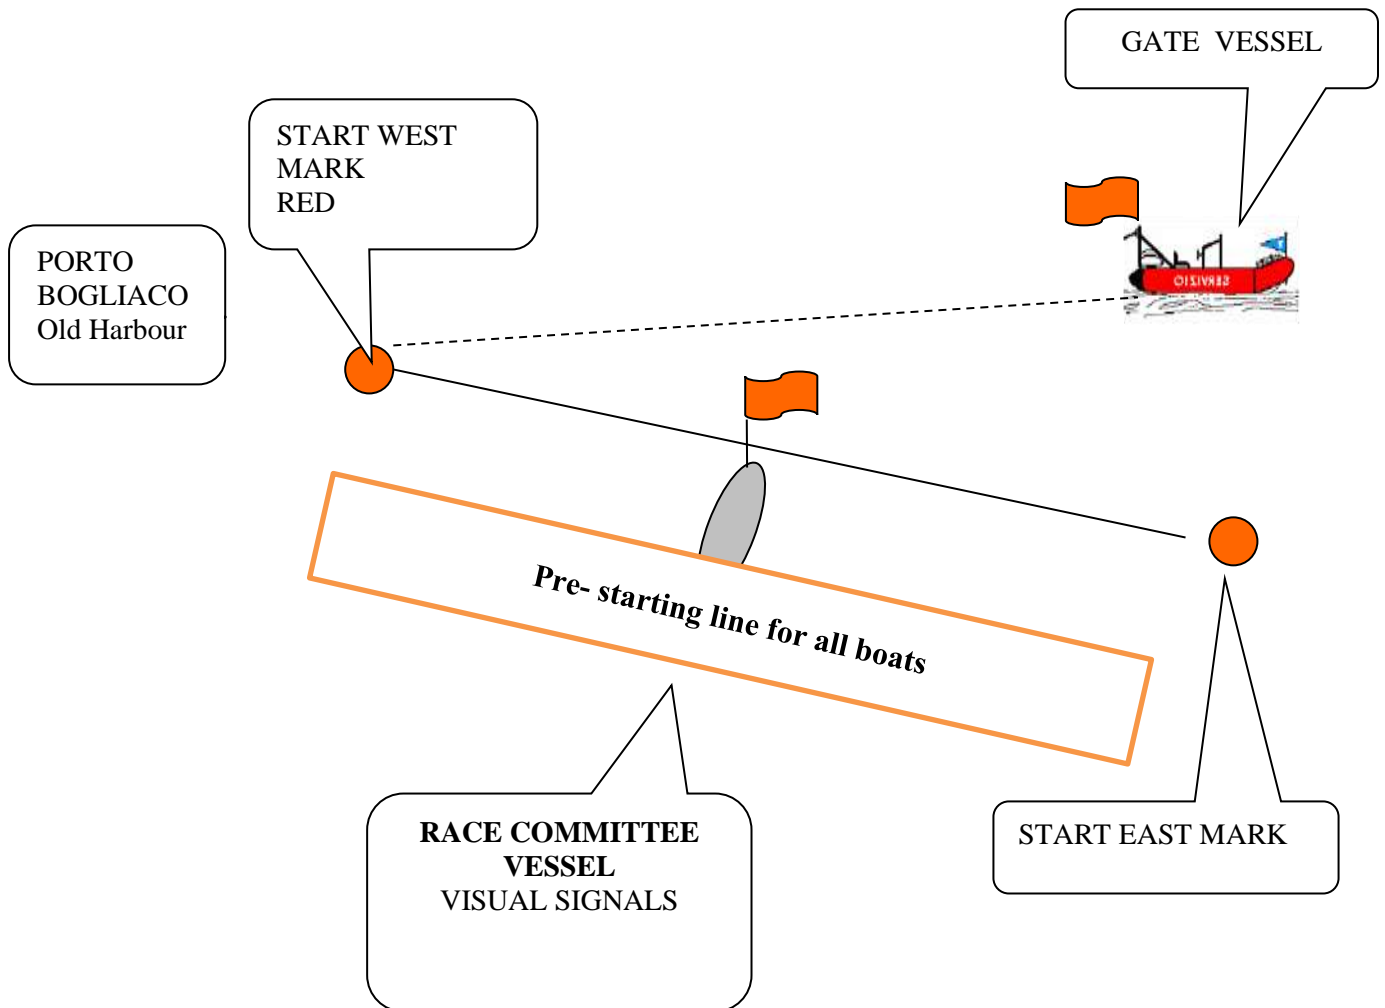 GATE VESSEL
START WEST
MARK
RED
PORTO
BOGLIACO
Old Harbour
SERVIZIO
Pre- starting line for all boats
RACE COMMITTEE
VESSEL
VISUAL SIGNALS
START EAST MARK